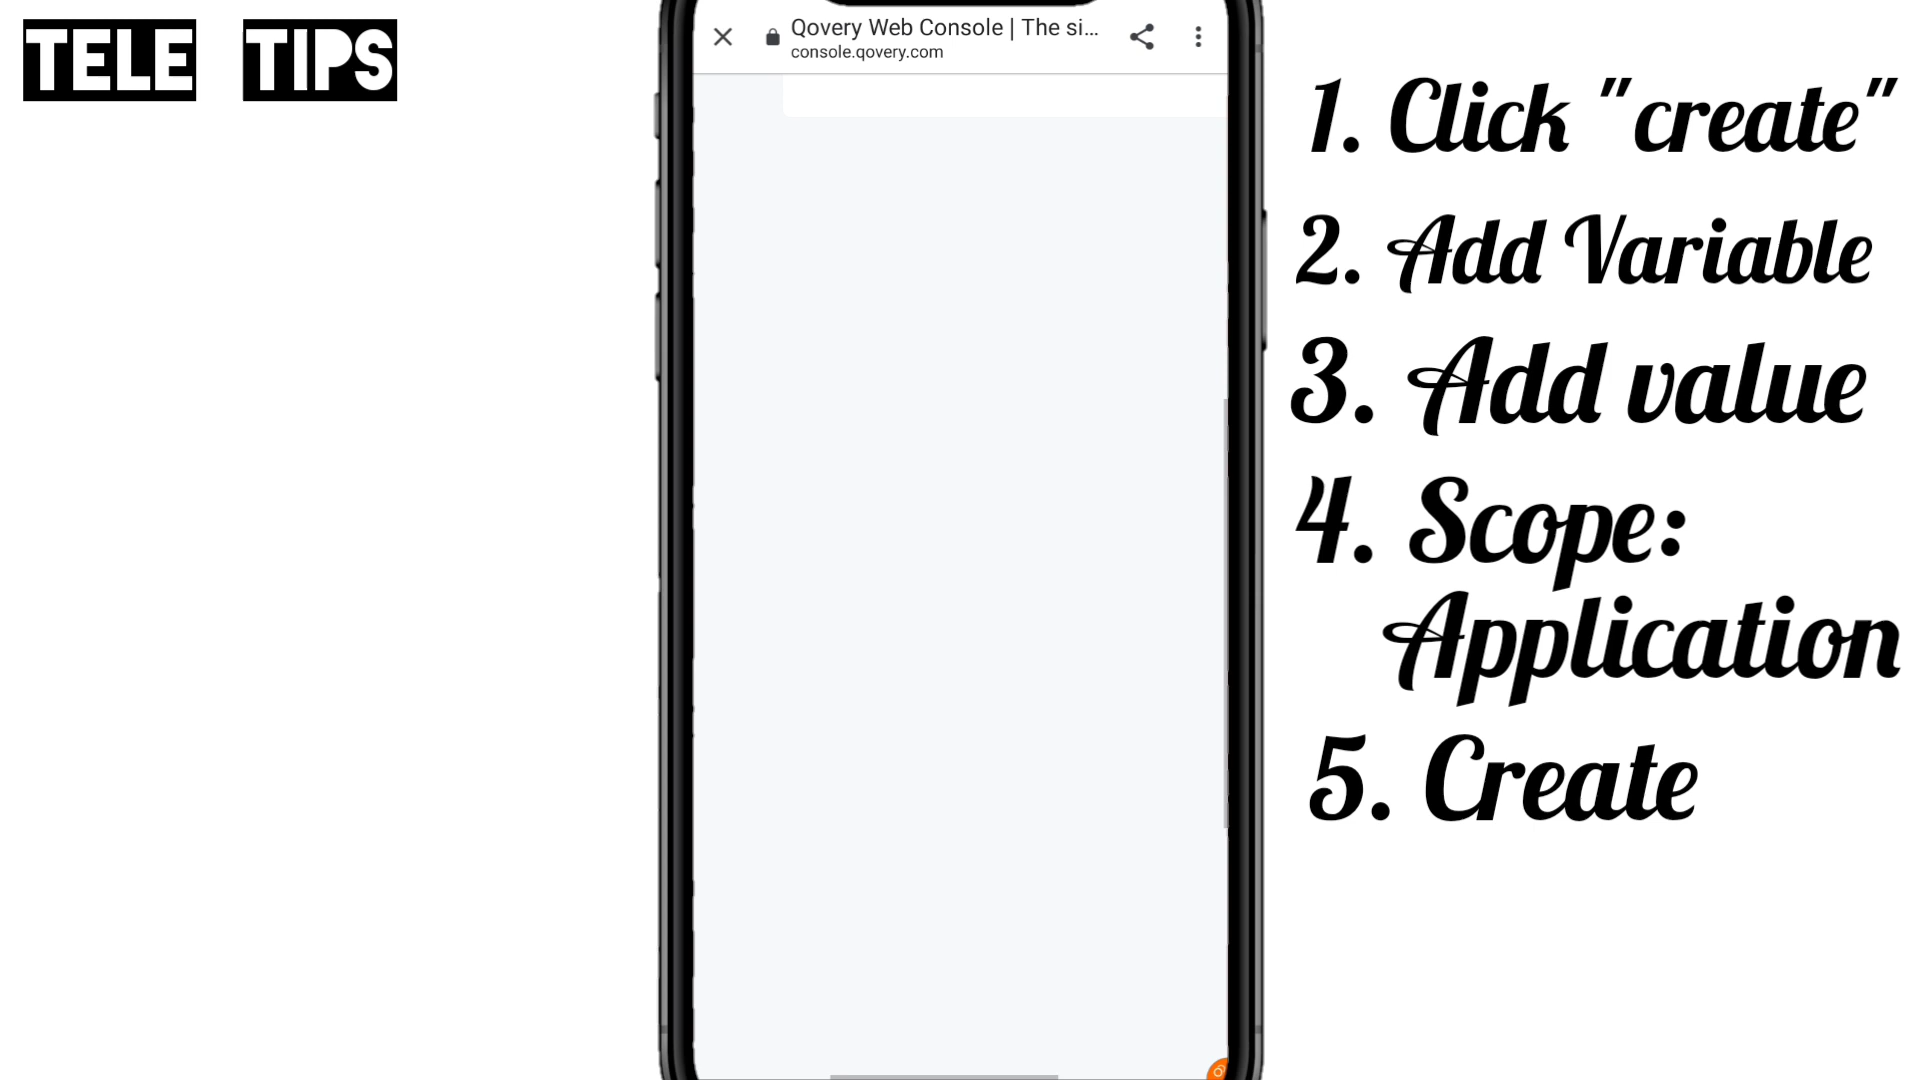 TELE TIPS
Qovery Web Console | The si...
console.qovery.com
1. Click "create"
2. Add Variable
3. Add value
4. Scope:
Application
5. Create